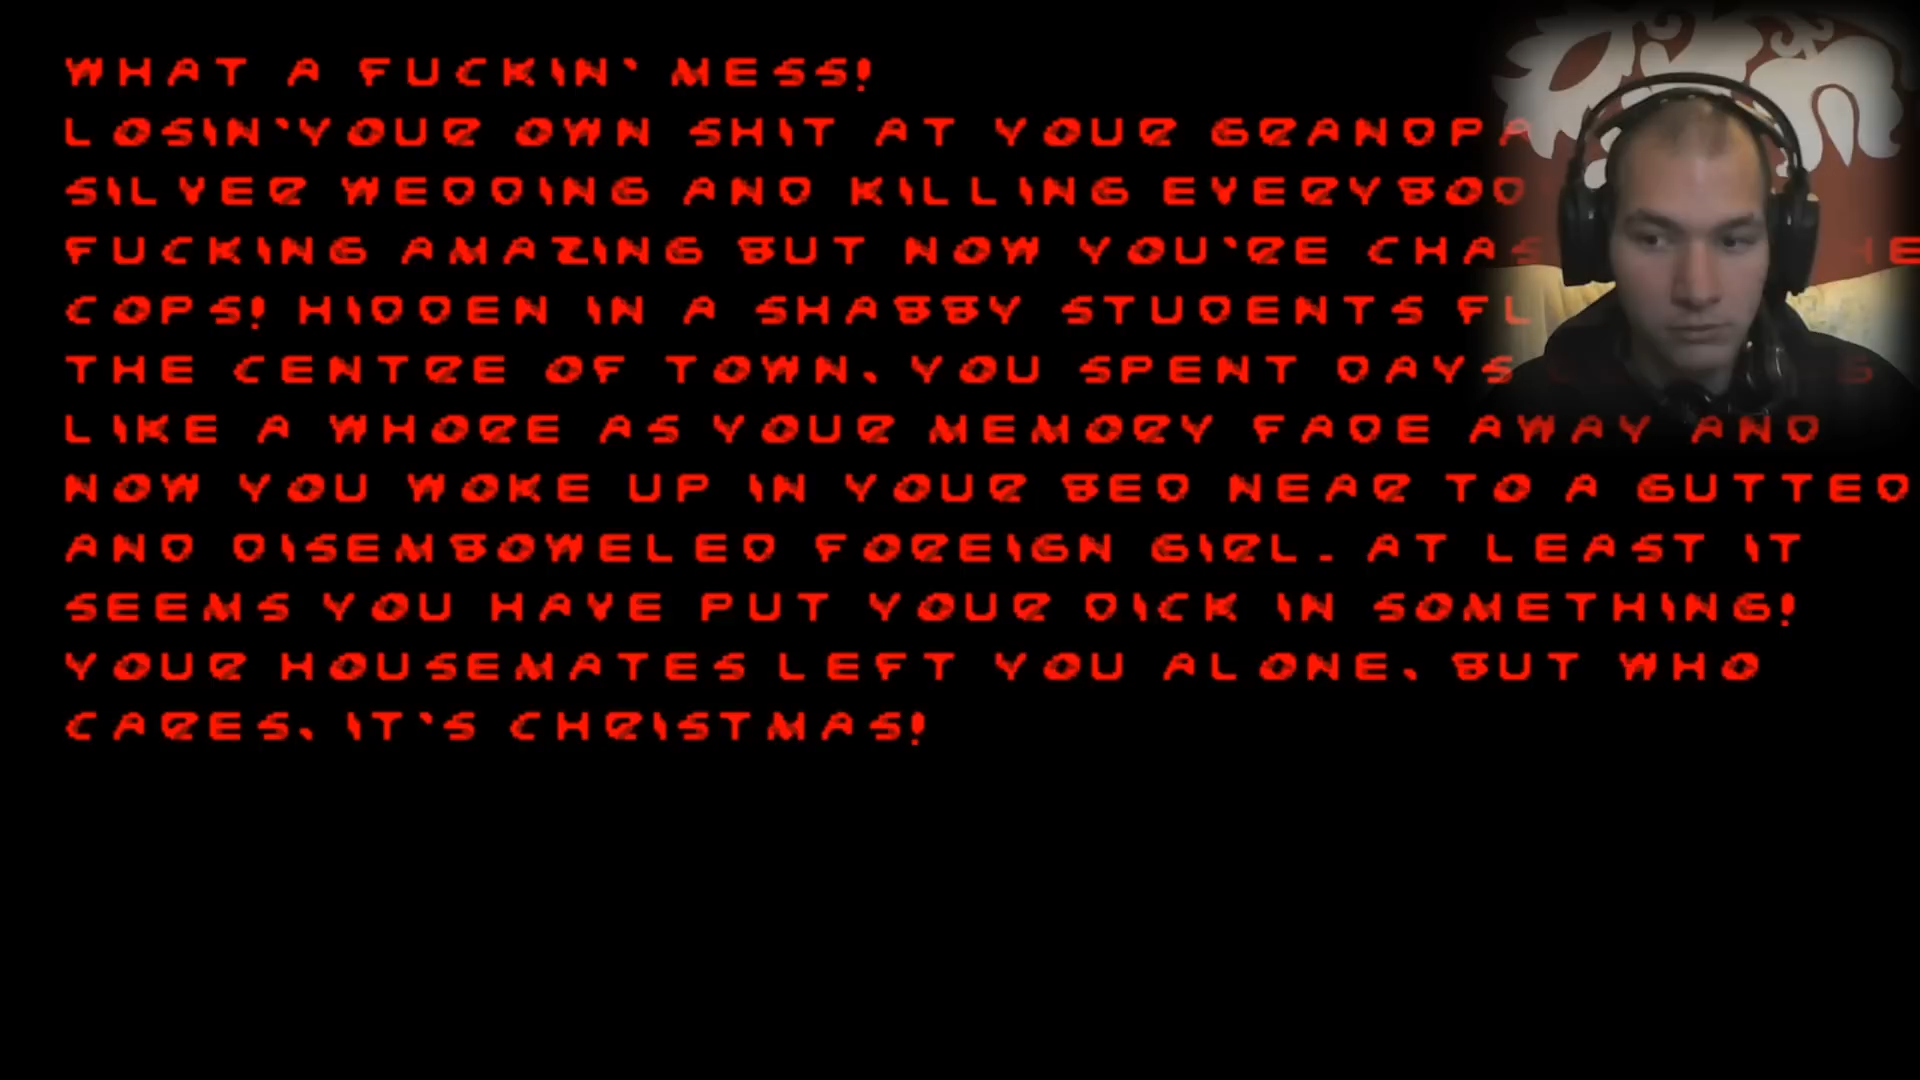 WHAT A FUCKIN' MESS!
LOSIN'YOUR OWN SHIT AT YOUR GRANDPA
SILVER WEDDING AND KILLING
FUCKING AMAZING BUT NOW YOU'RE
COPS! HIDDEN IN A SHABBY STUDENTS
THE CENTRE OF TOWN, YOU SPENT DAYS
LIKE A WHORE AS YOUR MEMORY FADE AWAY AND
NOW YOU WOKE UP IN YOUR BED NEAR TO A GUTTED
AND DISEMBOWELED FOREIGN GIRL. AT LEAST IT
SEEMS YOU HAVE PUT YOUR DICK IN SOMETHING!
YOUR HOUSEMATES LEFT YOU ALONE, BUT WHO
CARES, IT'S CHRISTMAS!